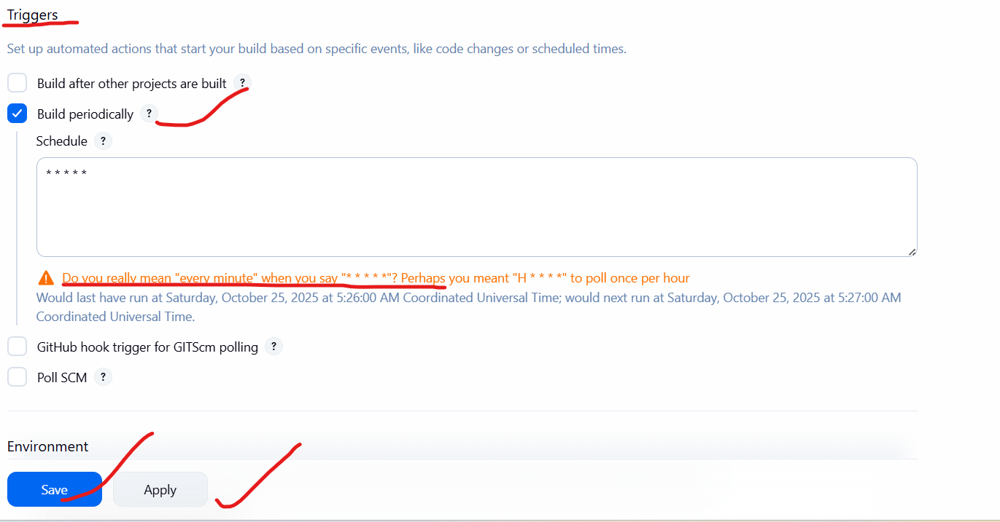 Triggers
Set up automated actions that start your build based on specific events, like code changes or scheduled times.
Build after other projects are built ?
Build periodically ?
Schedule ?
* * * * *
Do you really mean "every minute" when you say "* * * * *"? Perhaps you meant "H * * * *" to poll once per hour
Would last have run at Saturday, October 25, 2025 at 5:26:00 AM Coordinated Universal Time; would next run at Saturday, October 25, 2025 at 5:27:00 AM
Coordinated Universal Time.
GitHub hook trigger for GITScm polling ?
Poll SCM ?
Environment
Save Apply